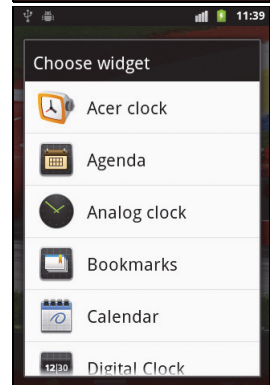 11:39
Choose widget
Acer clock
Agenda
Analog clock
Bookmarks
Calendar
12|30 Digital Clock